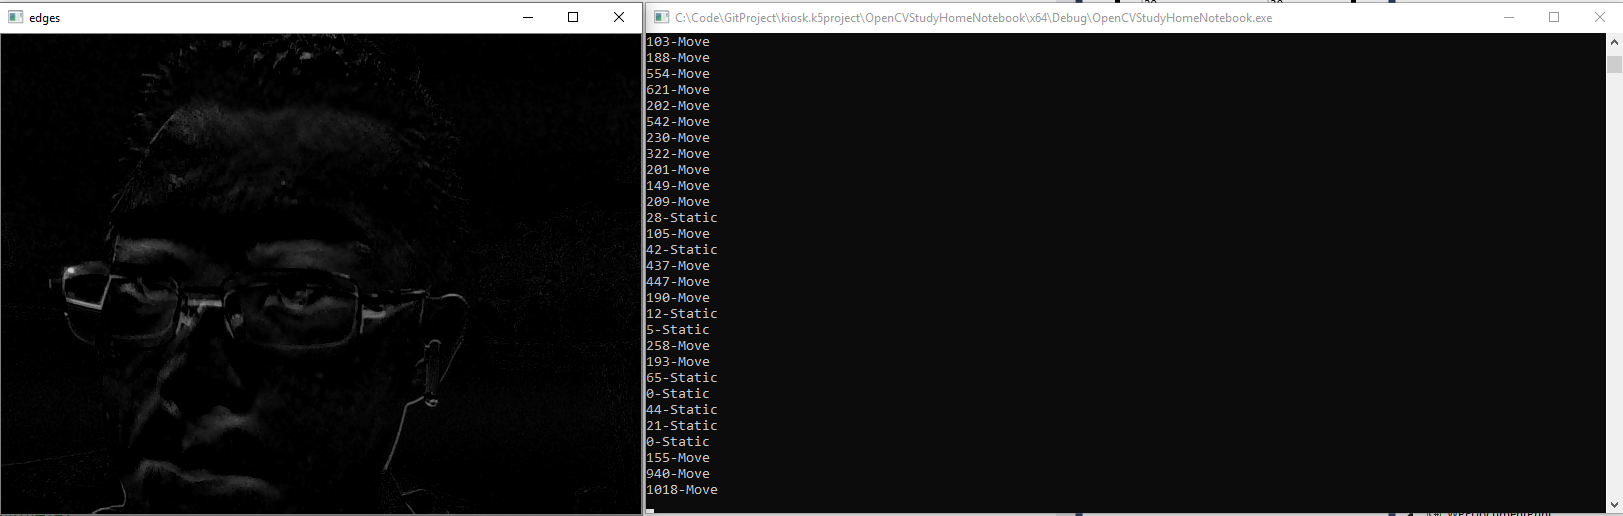 edges
C:\Code\GitProject\kiosk.k5project\OpenCVStudyHomeNotebook\x64\Debug\OpenCVStudyHomeNotebook.exe
103-Move
188-Move
554-Move
621-Move
202-Move
542-Move
230-Move
322-Move
201-Move
149-Move
209-Move
28-Static
105-Move
42-Static
437-Move
447-Move
190-Move
12-Static
5-Static
258-Move
193-Move
65-Static
0-Static
44-Static
21-Static
0-Static
155-Move
940-Move
1018-Move